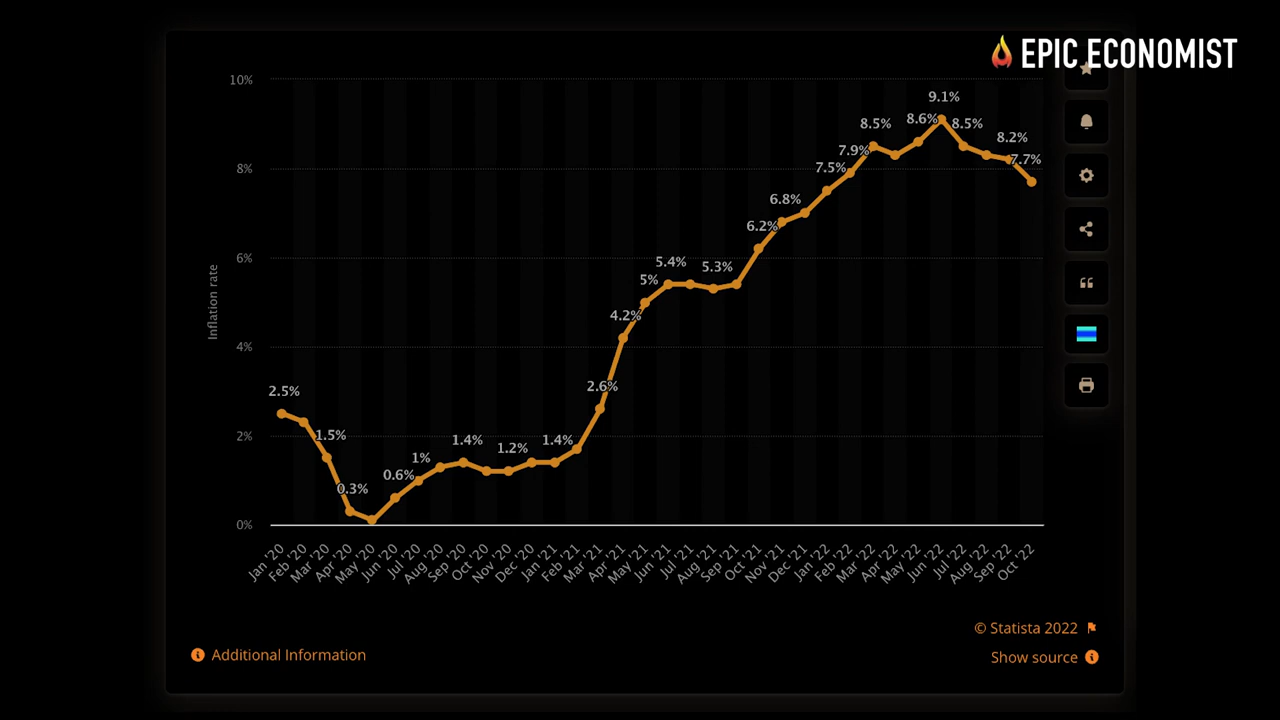 EPIC ECONOMIST
10%
8%
6%
4%
2%
0%
Inflation rate
2.5%
1.5%
0.3%
0.6%
1%
1.4%
1.2%
1.4%
2.6%
4.2%
5%
5.4%
5.3%
6.2%
6.8%
7.5%
7.9%
8.5%
8.6%
9.1%
8.5%
8.2%
7.7%
Jan '20
Feb '20
Mar '20
Apr '20
May '20
Jun '20
Jul '20
Aug '20
Sep '20
Oct '20
Nov '20
Dec '20
Jan '21
Feb '21
Mar '21
Apr '21
May '21
Jun '21
Jul '21
Aug '21
Sep '21
Oct '21
Nov '21
Dec '21
Jan '22
Feb '22
Mar '22
Apr '22
May '22
Jun '22
Jul '22
Aug '22
Sep '22
Oct '22
© Statista 2022
Additional Information
Show source